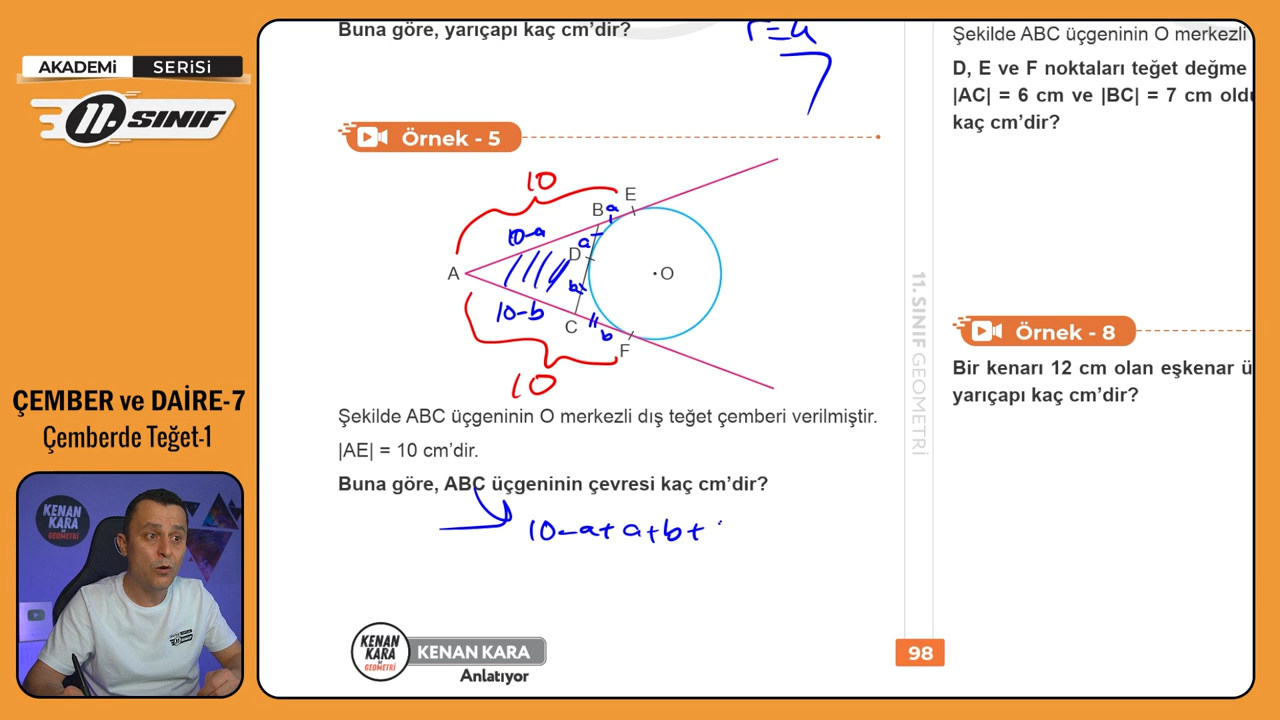 AKADEMİ SERİSİ
11. SINIF
ÇEMBER ve DAİRE-7
Çemberde Teğet-1
KENAN
KARA
GEOMETRİ
Buna göre, yarıçapı kaç cm'dir?
Örnek - 5
10
E
B a
10-a
a
D
A
O
b
10-b
C
b
F
10
Şekilde ABC üçgeninin O merkezli dış teğet çemberi verilmiştir.
|AE| = 10 cm'dir.
Buna göre, ABC üçgeninin çevresi kaç cm'dir?
10-a+a+b+
KENAN
KARA
GEOMETRİ
KENAN KARA
Anlatıyor
11. SINIF GEOMETRİ
98
Şekilde ABC üçgeninin O merkezli
D, E ve F noktaları teğet değme
|AC| = 6 cm ve |BC| = 7 cm
kaç cm'dir?
Örnek - 8
Bir kenarı 12 cm olan eşkenar ü
yarıçapı kaç cm'dir?